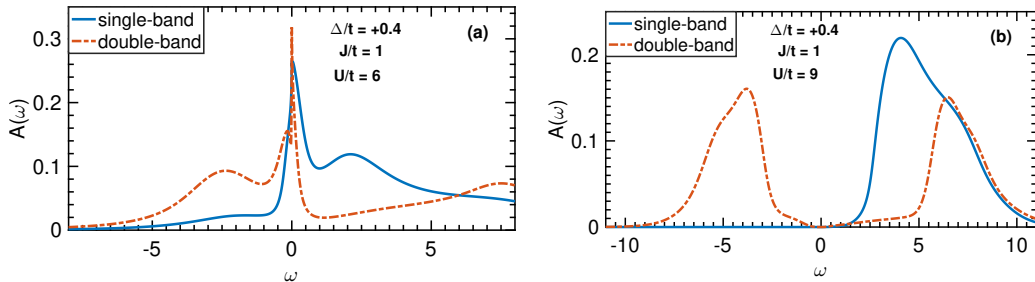 single-band
double-band
Δ/t = +0.4
J/t = 1
U/t = 6
(a)
A(ω)
0.3
0.2
0.1
0
-5
0
5
ω
single-band
double-band
Δ/t = +0.4
J/t = 1
U/t = 9
(b)
A(ω)
0.2
0.1
0
-10
-5
0
5
10
ω